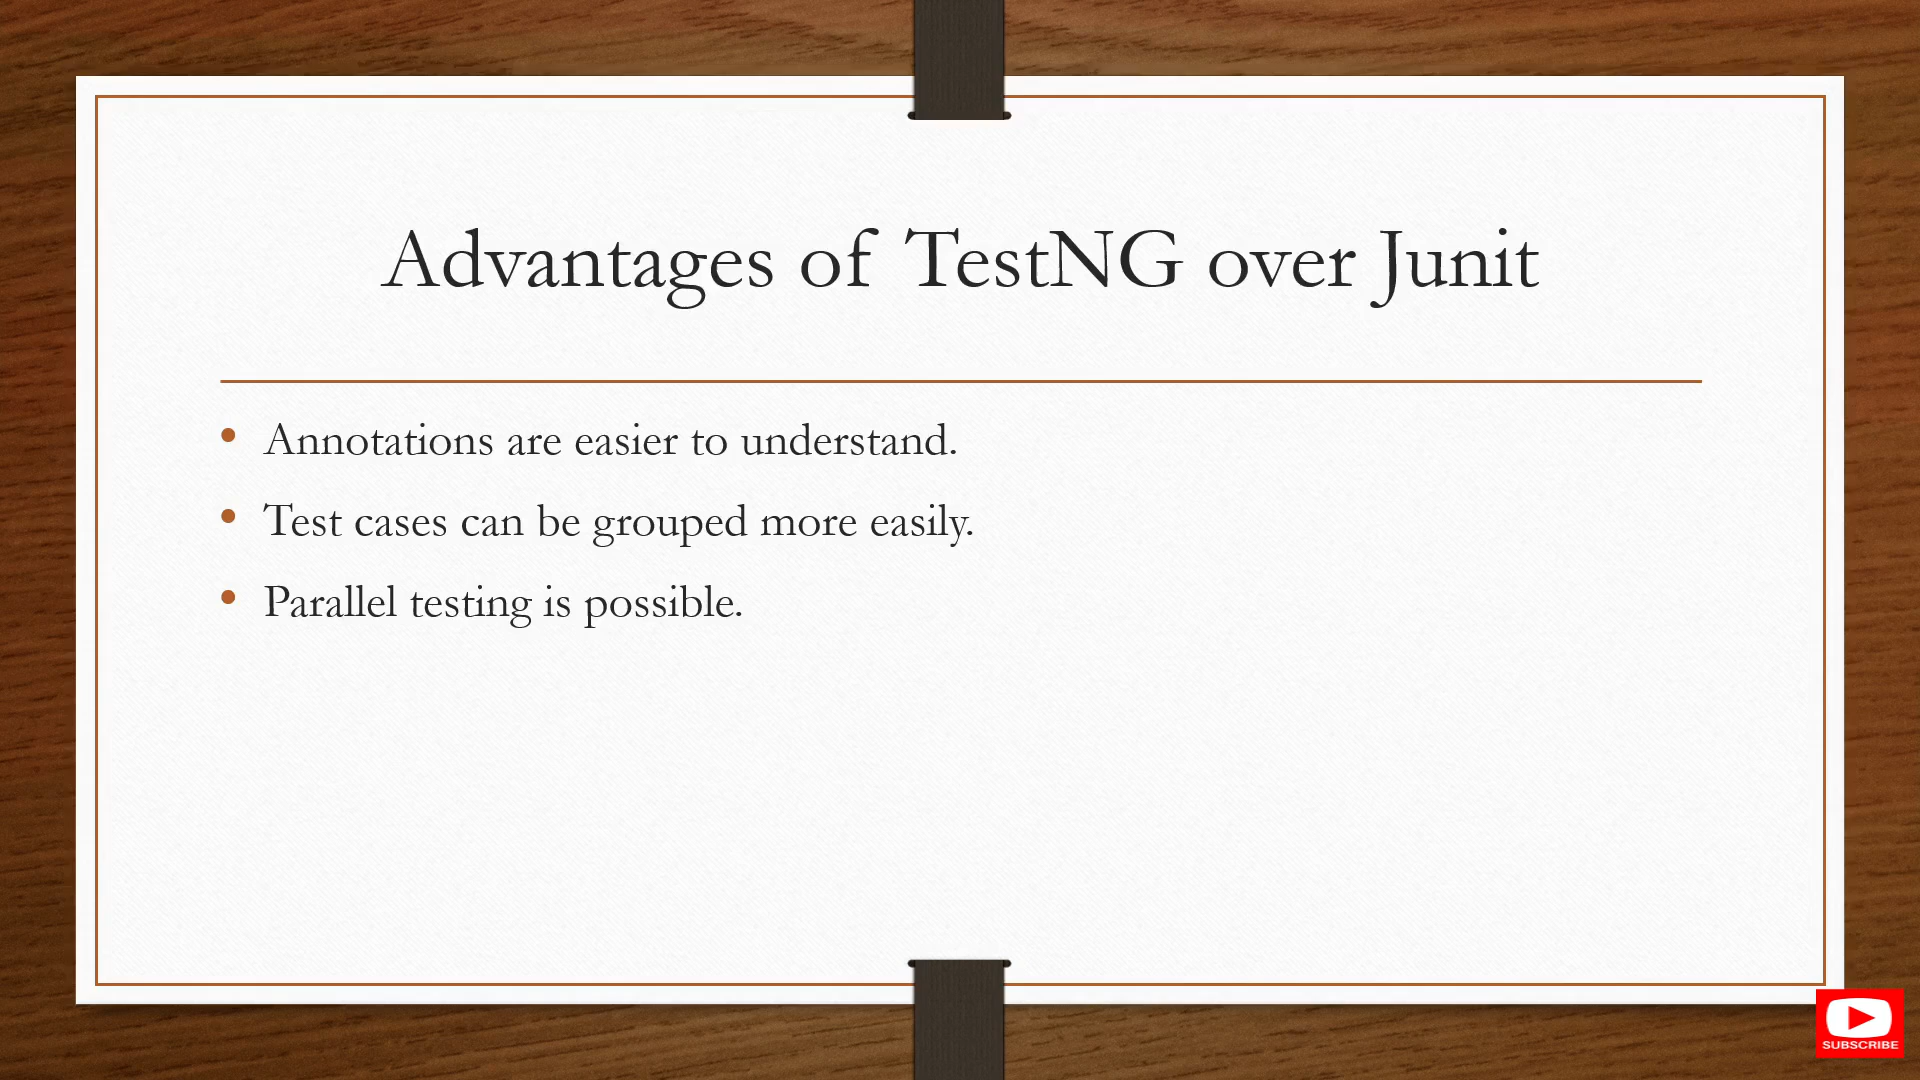 Advantages of TestNG over Junit
• Annotations are easier to understand.
• Test cases can be grouped more easily.
• Parallel testing is possible.
SUBSCRIBE